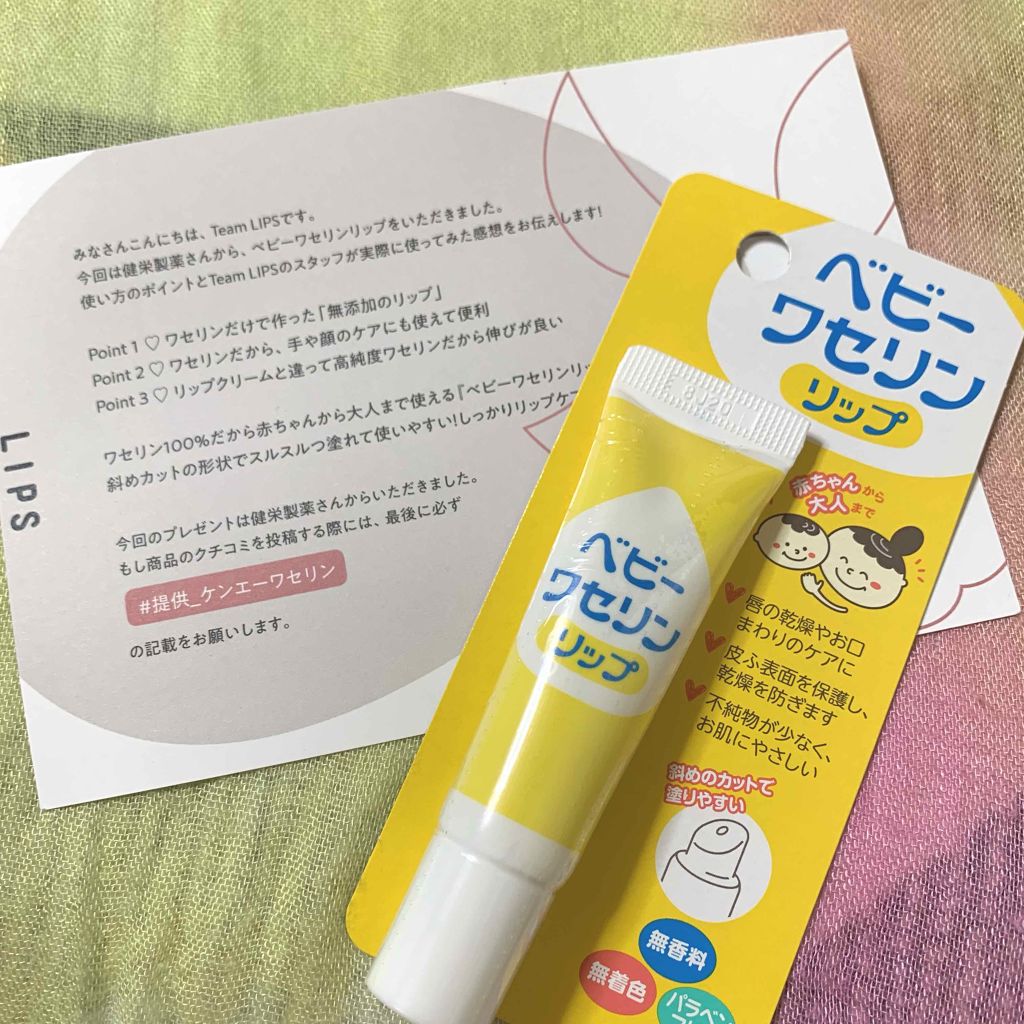 みなさんこんにちは、Team LIPSです。
今回は健栄製薬さんから、ベビーワセリンリップをいただきました。
使い方のポイントとTeam LIPSのスタッフが実際に使ってみた感想をお伝えします!
Point 1 ♡ ワセリンだけで作った「無添加のリップ」
Point 2 ♡ ワセリンだから、手や顔のケアにも使えて便利
Point 3 ♡ リップクリームと違って高純度ワセリンだから伸びが良い
ワセリン100%だから赤ちゃんから大人まで使える『ベビーワセリンリッ
斜めカットの形状でスルスルつ塗れて使いやすい!しっかりリップケ
今回のプレゼントは健栄製薬さんからいただきました。
もし商品のクチコミを投稿する際には、最後に必ず
#提供_ケンエーワセリン
の記載をお願いします。
LIPS
ベビー
ワセリン
リップ
赤ちゃんから
大人まで
唇の乾燥やお口
まわりのケアに
皮ふ表面を保護し、
乾燥を防ぎます
不純物が少なく、
お肌にやさしい
斜めのカットで
塗りやすい
無香料
無着色
パラベン
ベビー
ワセリン
リップ